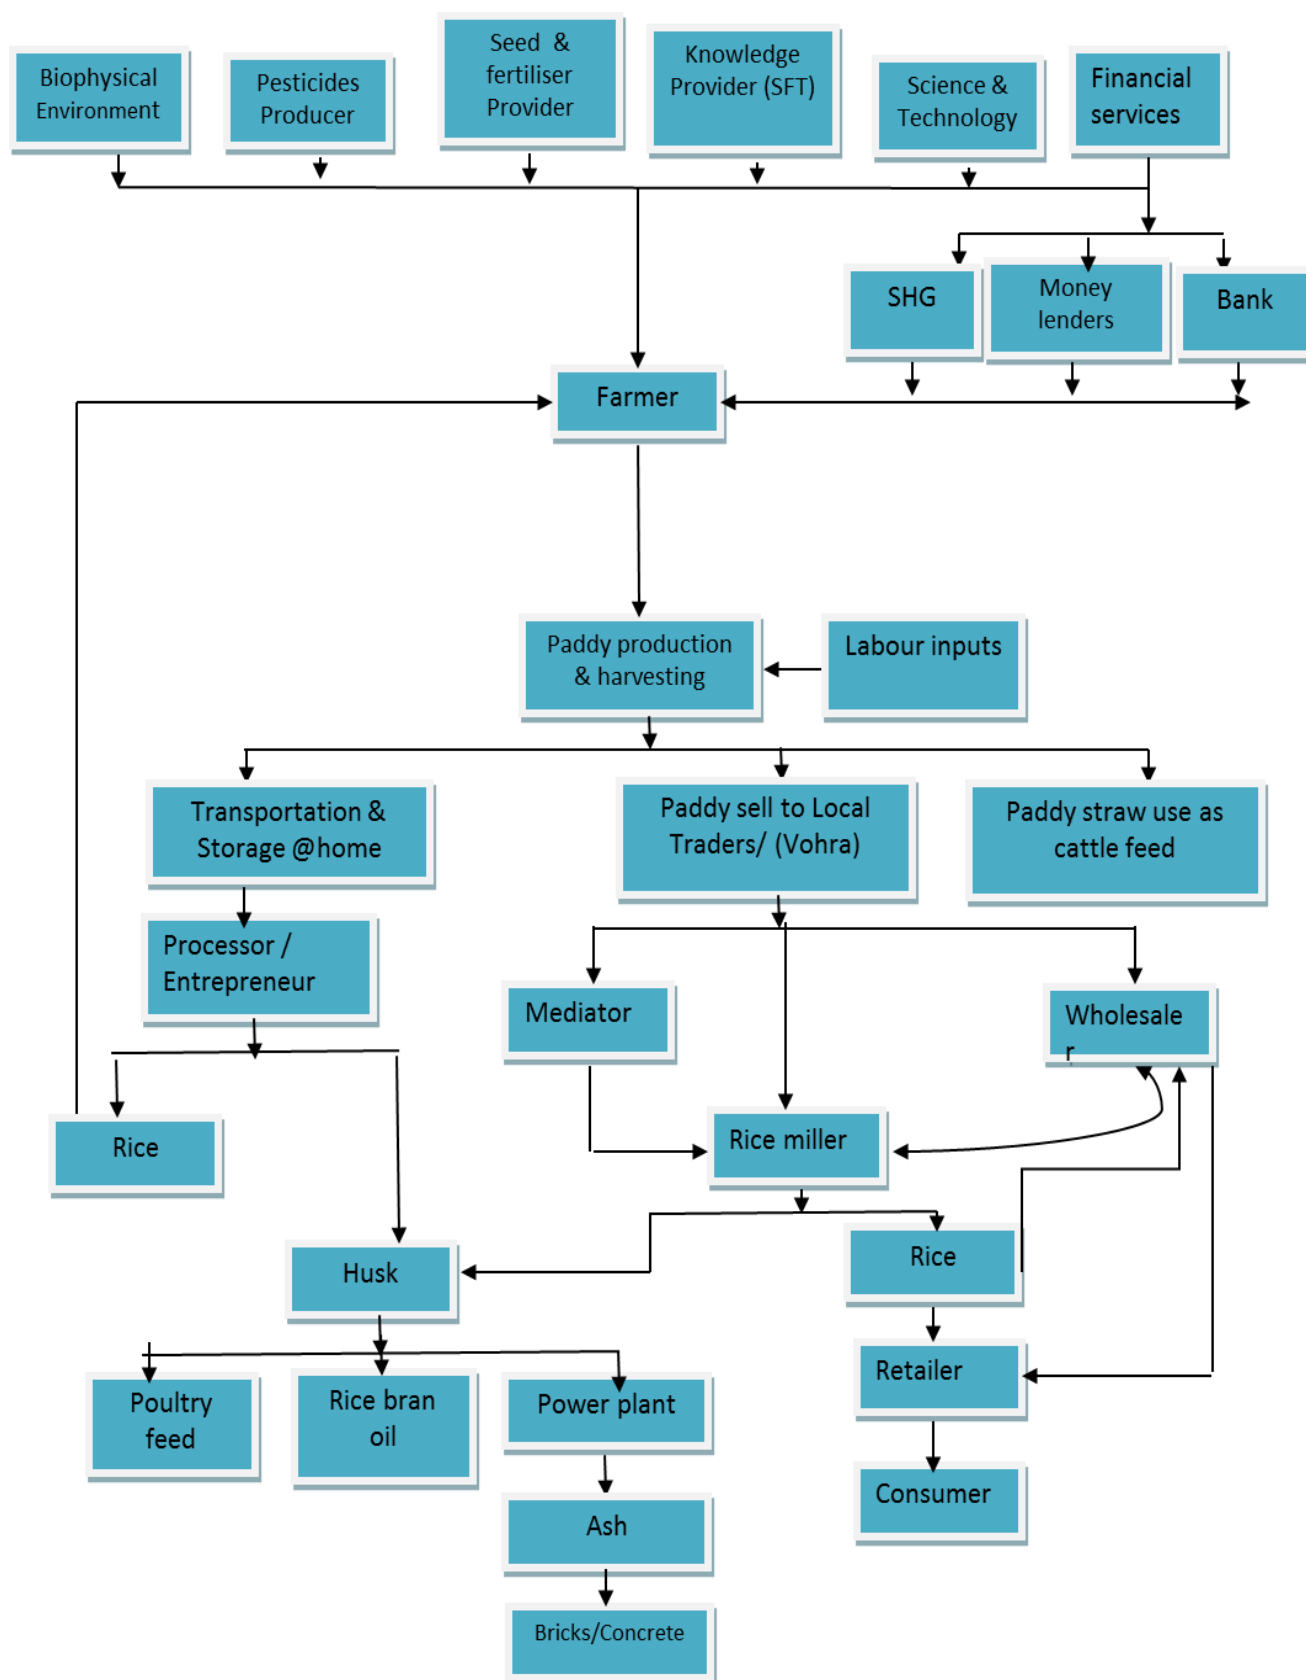 Biophysical
Environment
Pesticides
Producer
Seed & 
fertiliser
Provider
Knowledge
Provider (SFT)
Science &
Technology
Financial
services
SHG
Money
lenders
Bank
Farmer
Paddy production
& harvesting
Labour inputs
Transportation &
Storage @home
Paddy sell to Local
Traders/ (Vohra)
Paddy straw use as
cattle feed
Processor /
Entrepreneur
Mediator
Wholesale
r
Rice
Rice miller
Husk
Rice
Poultry
feed
Rice bran
oil
Power plant
Retailer
Ash
Consumer
Bricks/Concrete